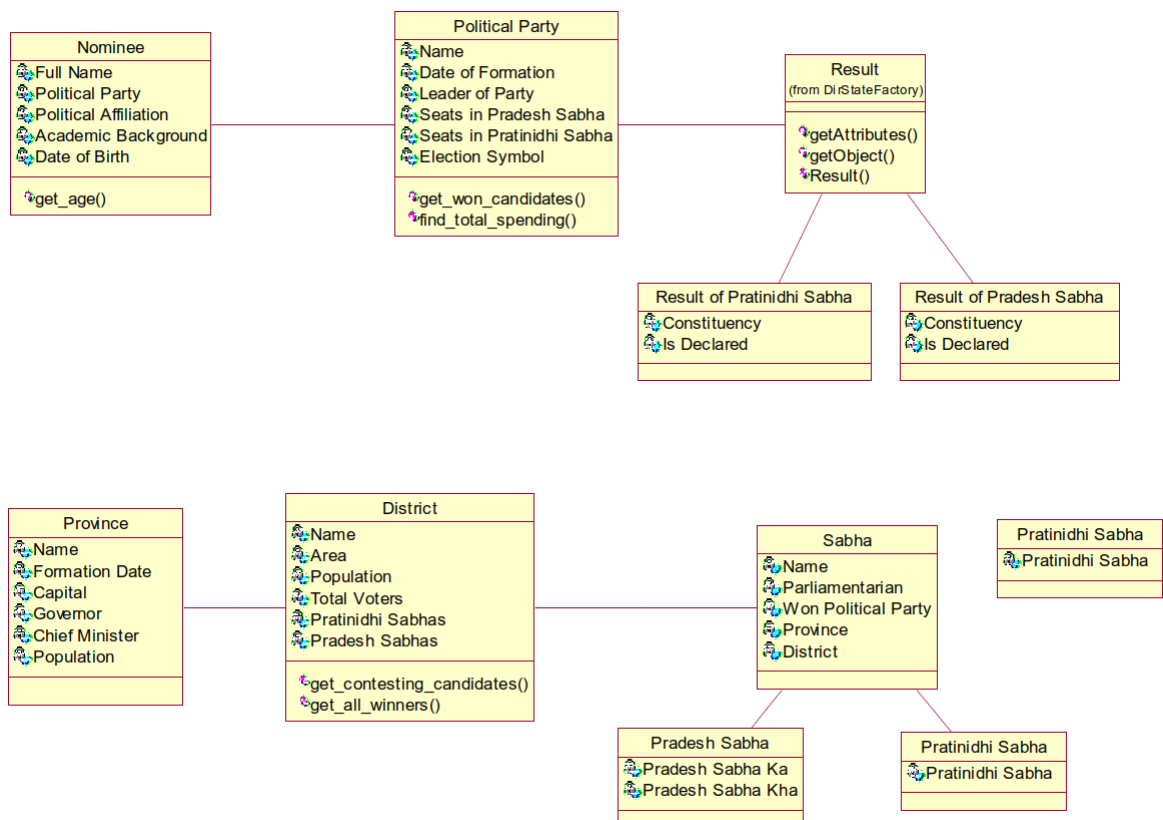 Nominee
Full Name
Political Party
Political Affiliation
Academic Background
Date of Birth
get_age()
Political Party
Name
Date of Formation
Leader of Party
Seats in Pradesh Sabha
Seats in Pratinidhi Sabha
Election Symbol
get_won_candidates()
find_total_spending()
Result
(from DirStateFactory)
getAttributes()
getObject()
Result()
Result of Pratinidhi Sabha
Constituency
Is Declared
Result of Pradesh Sabha
Constituency
Is Declared
Province
Name
Formation Date
Capital
Governor
Chief Minister
Population
District
Name
Area
Population
Total Voters
Pratinidhi Sabhas
Pradesh Sabhas
get_contesting_candidates()
get_all_winners()
Sabha
Name
Parliamentarian
Won Political Party
Province
District
Pratinidhi Sabha
Pratinidhi Sabha
Pradesh Sabha
Pradesh Sabha Ka
Pradesh Sabha Kha
Pratinidhi Sabha
Pratinidhi Sabha